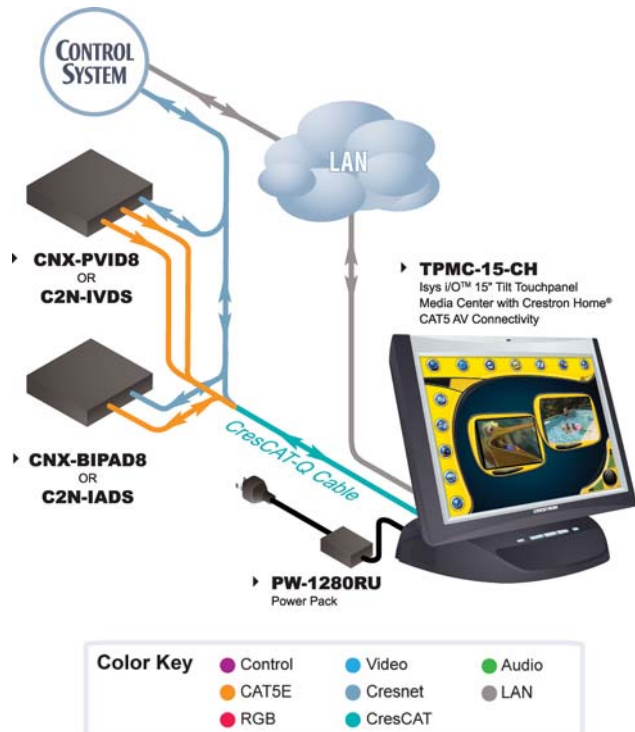 CONTROL
SYSTEM
LAN
CNX-PVID8
OR
C2N-IVDS
TPMC-15-CH
Isys i/O™ 15" Tilt Touchpanel
Media Center with Crestron Home®
CAT5 AV Connectivity
CNX-BIPAD8
OR
C2N-IADS
CresCAT-Q Cable
CRESTRON
PW-1280RU
Power Pack
Color Key
Control
Video
Audio
CAT5E
Cresnet
LAN
RGB
CresCAT